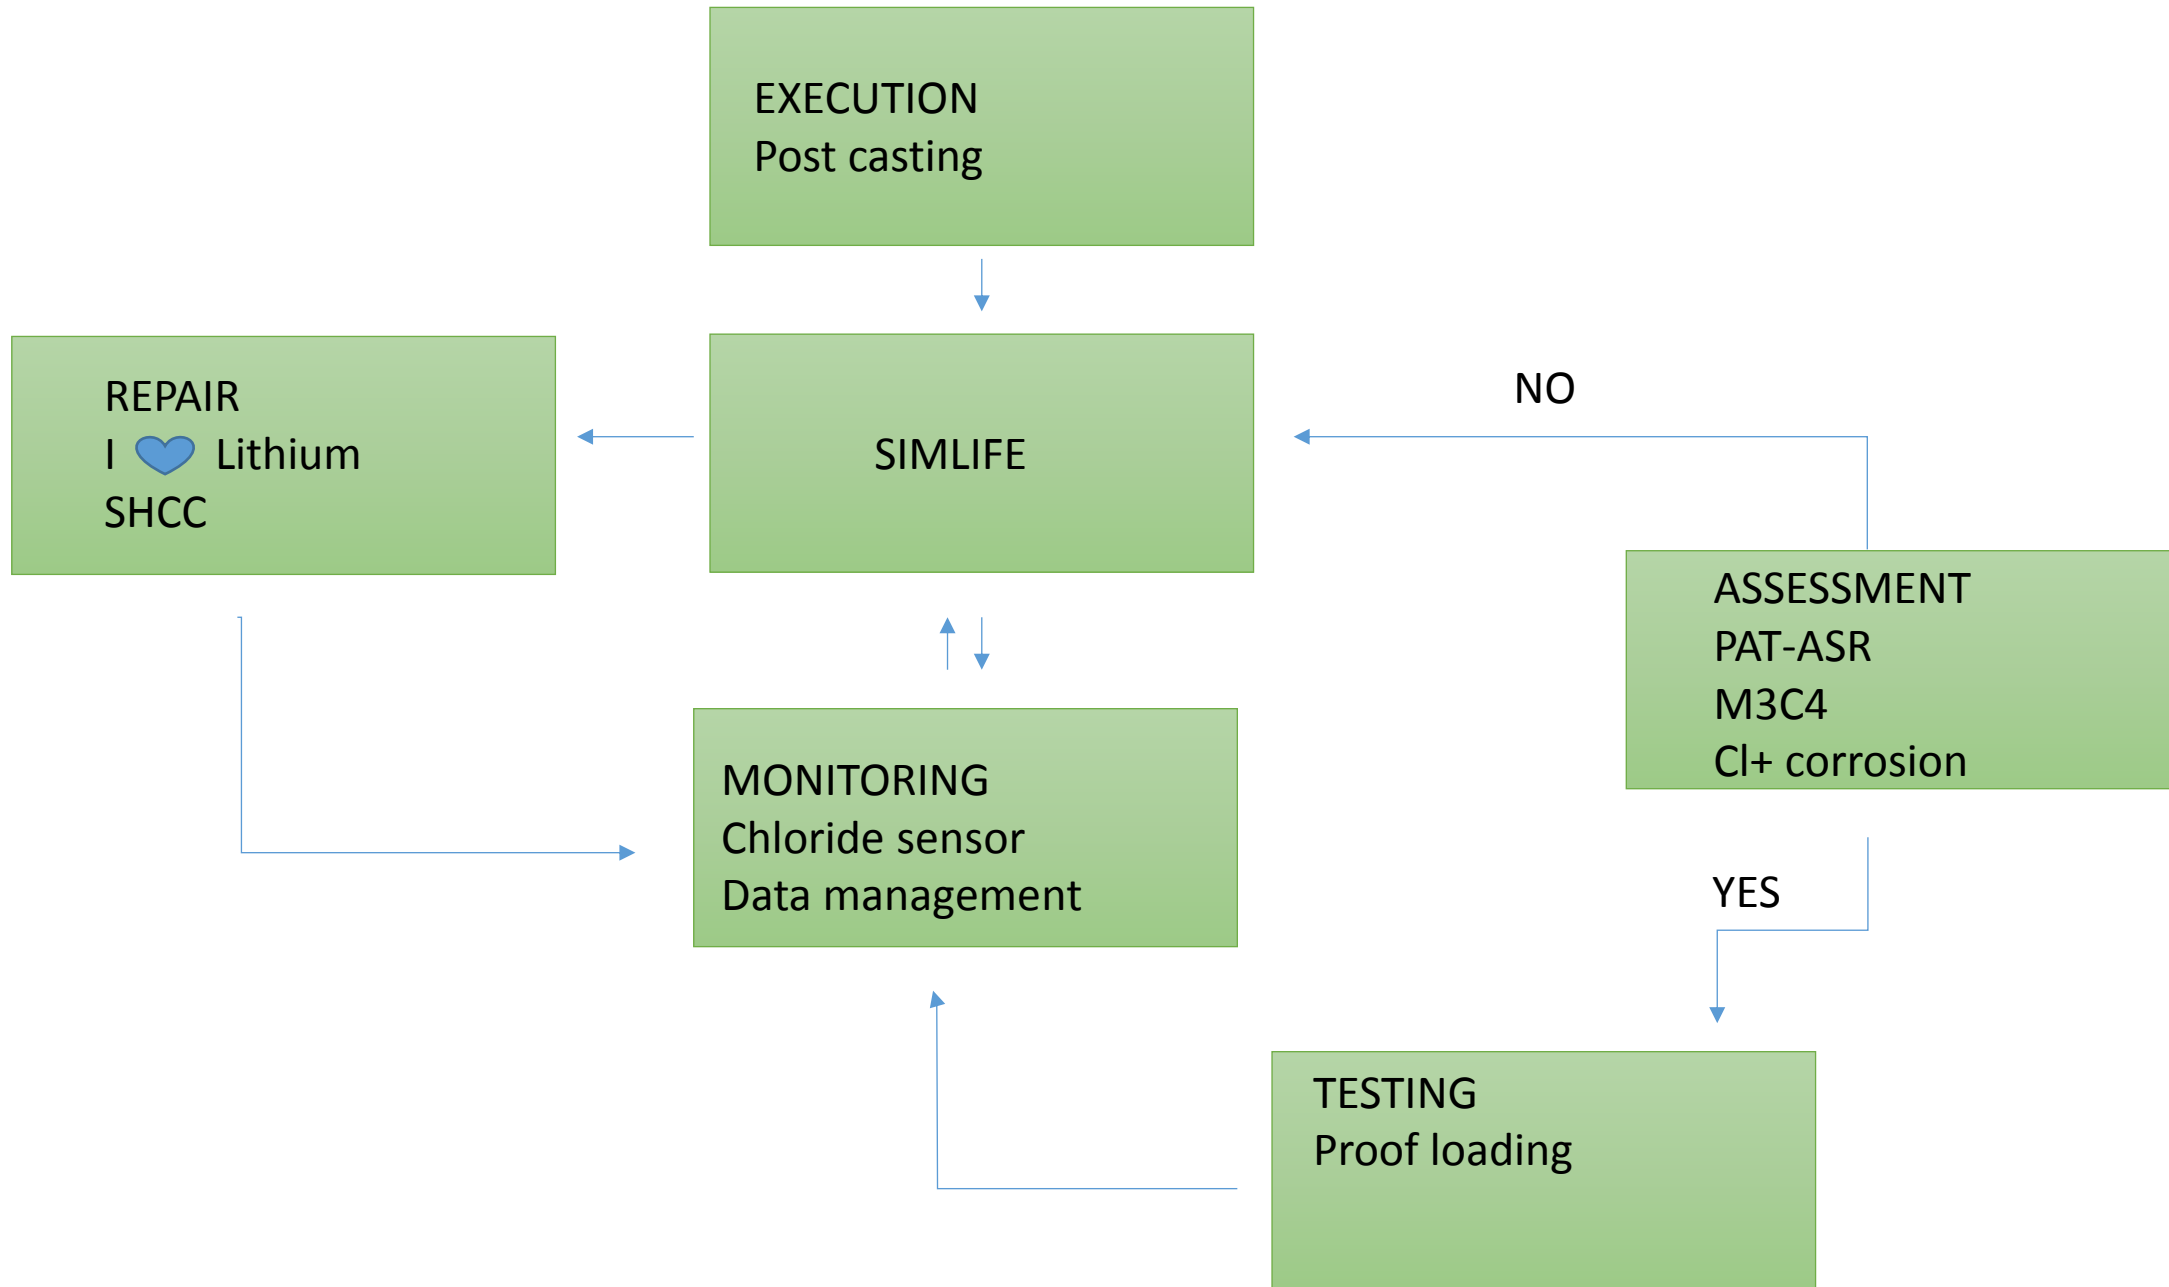 EXECUTION
Post casting
REPAIR
I Lithium
SHCC
SIMLIFE
NO
ASSESSMENT
PAT-ASR
M3C4
Cl+ corrosion
MONITORING
Chloride sensor
Data management
YES
TESTING
Proof loading